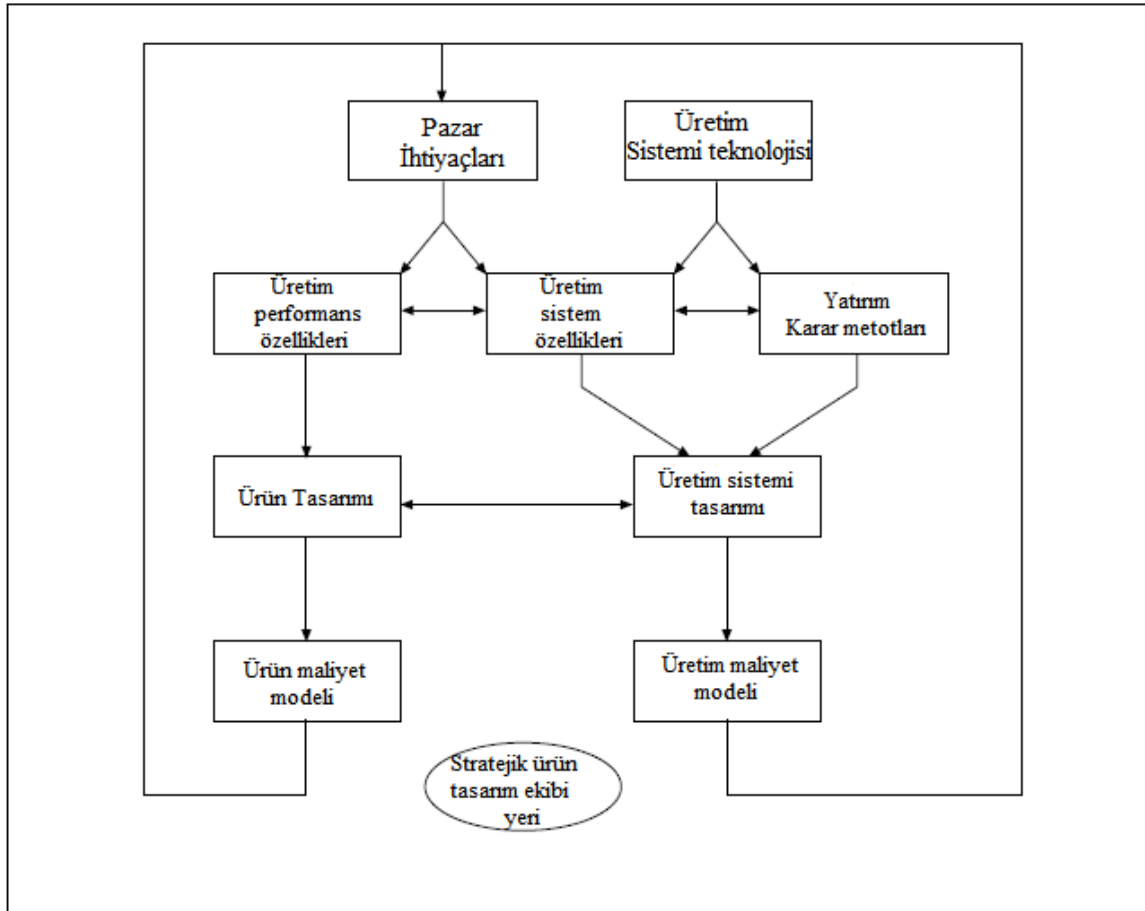 Pazar
İhtiyaçları
Üretim
Sistemi teknolojisi
Üretim
performans
özellikleri
Üretim
sistem
özellikleri
Yatırım
Karar metotları
Ürün Tasarımı
Üretim sistemi
tasarımı
Ürün maliyet
modeli
Üretim maliyet
modeli
Stratejik ürün
tasarım ekibi
yeri